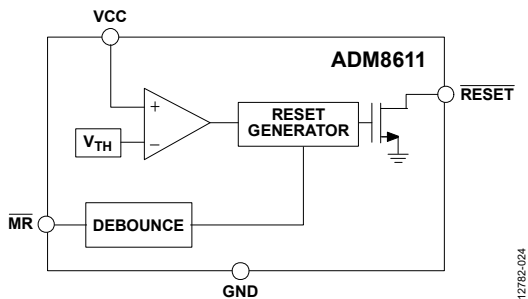 VCC
ADM8611
RESET
+
RESET
GENERATOR
VTH
–
MR
DEBOUNCE
GND
12782-024